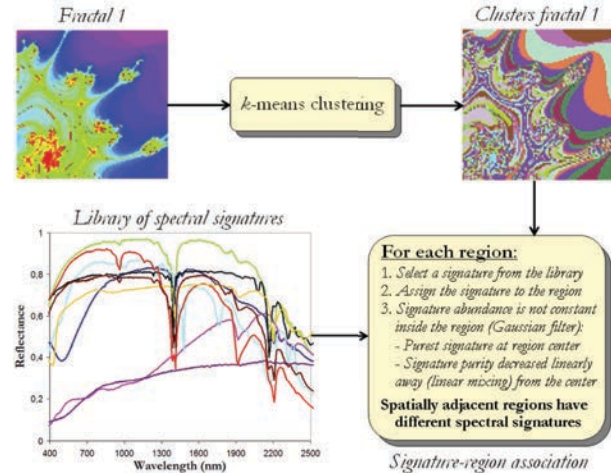 Fractal 1
Clusters fractal 1
k-means clustering
Library of spectral signatures
1
0,8
0,6
0,4
0,2
0
Reflectance
400
700
1000
1300
1600
1900
2200
2500
Wavelength (nm)
For each region:
1. Select a signature from the library
2. Assign the signature to the region
3. Signature abundance is not constant
inside the region (Gaussian filter):
- Purest signature at region center
- Signature purity decreased linearly
away (linear mixing) from the center
Spatially adjacent regions have
different spectral signatures
Signature-region association